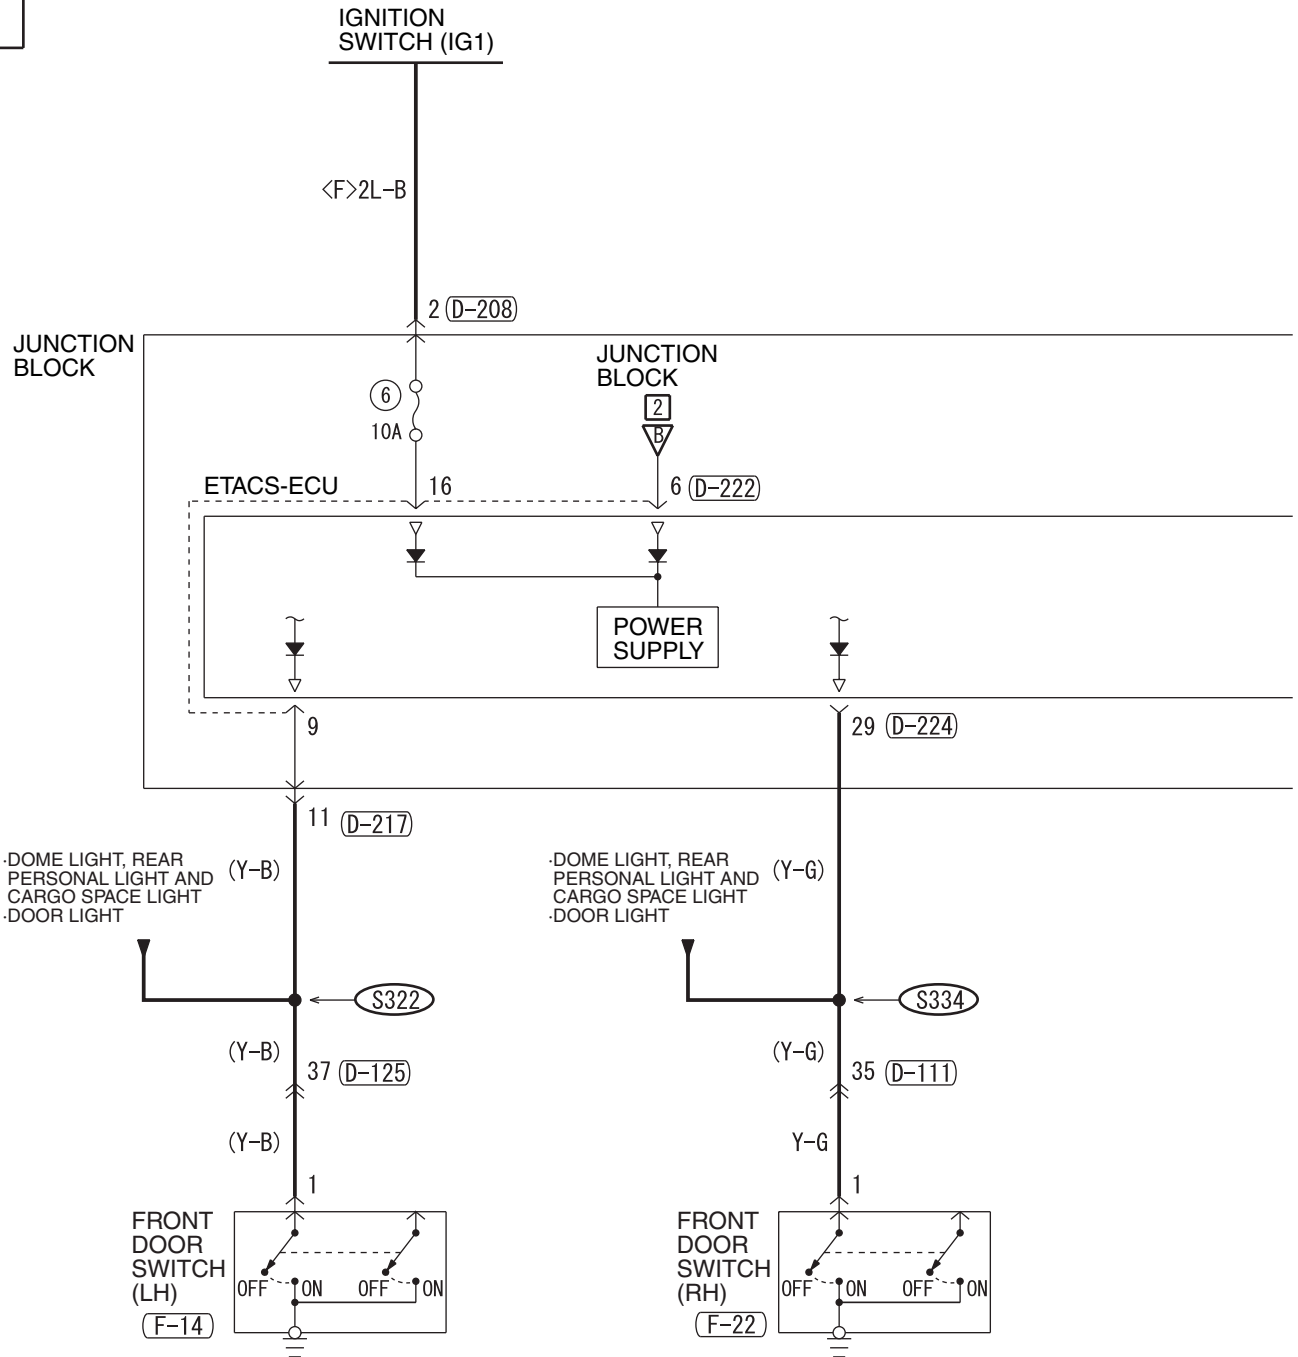 IGNITION
SWITCH (IG1)
<F>2L-B
2 (D-208)
JUNCTION
BLOCK
JUNCTION
BLOCK
6
2
10A
B
ETACS-ECU
16
6 (D-222)
POWER
SUPPLY
9
29 (D-224)
11 (D-217)
·DOME LIGHT, REAR
PERSONAL LIGHT AND
CARGO SPACE LIGHT
·DOOR LIGHT
(Y-B)
·DOME LIGHT, REAR
PERSONAL LIGHT AND
CARGO SPACE LIGHT
·DOOR LIGHT
(Y-G)
S322
S334
(Y-B)
37 (D-125)
(Y-G)
35 (D-111)
(Y-B)
Y-G
1
1
FRONT
DOOR
SWITCH
(LH)
F-14
OFF ON OFF ON
FRONT
DOOR
SWITCH
(RH)
F-22
OFF ON OFF ON